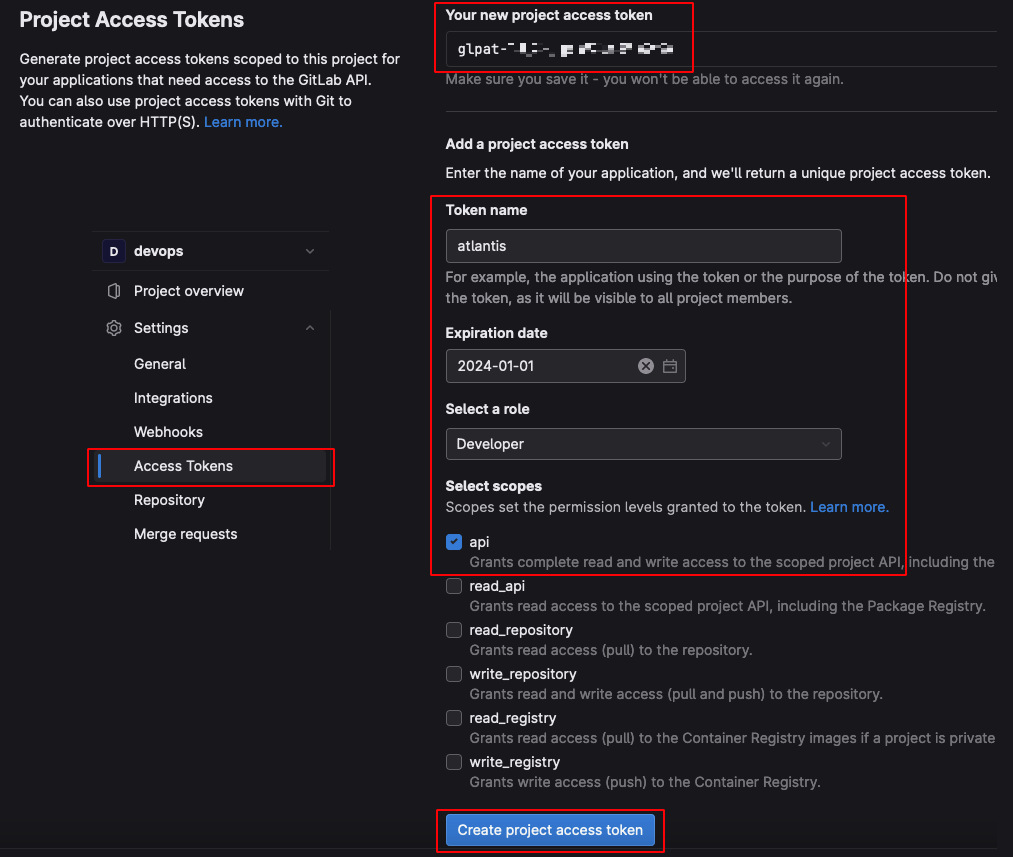 Project Access Tokens
Generate project access tokens scoped to this project for
your applications that need access to the GitLab API.
You can also use project access tokens with Git to
authenticate over HTTP(S). Learn more.
D devops
Project overview
Settings
General
Integrations
Webhooks
Access Tokens
Repository
Merge requests
Your new project access token
glpat-
Make sure you save it - you won't be able to access it again.
Add a project access token
Enter the name of your application, and we'll return a unique project access token.
Token name
atlantis
For example, the application using the token or the purpose of the token. Do not giv
the token, as it will be visible to all project members.
Expiration date
2024-01-01
Select a role
Developer
Select scopes
Scopes set the permission levels granted to the token. Learn more.
api
Grants complete read and write access to the scoped project API, including the
read_api
Grants read access to the scoped project API, including the Package Registry.
read_repository
Grants read access (pull) to the repository.
write_repository
Grants read and write access (pull and push) to the repository.
read_registry
Grants read access (pull) to the Container Registry images if a project is private
write_registry
Grants write access (push) to the Container Registry.
Create project access token